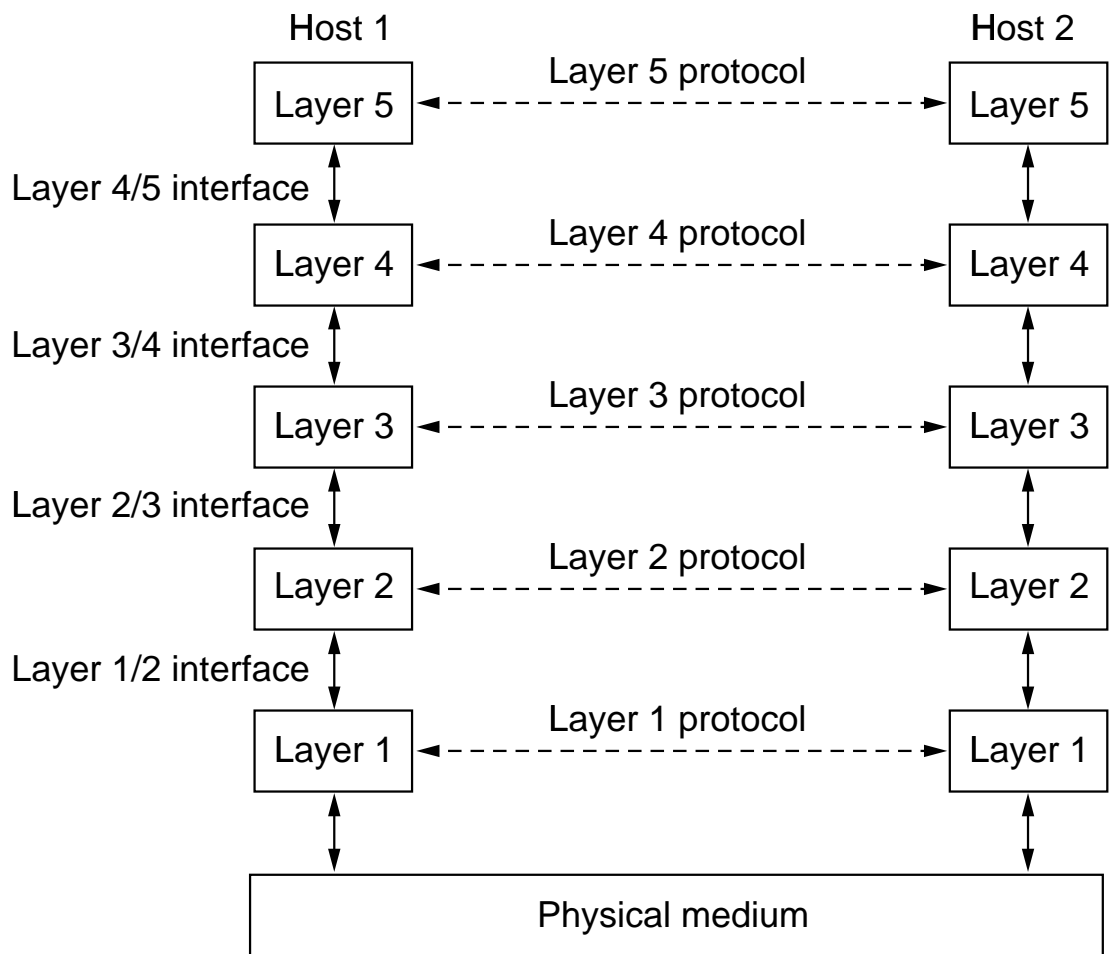 Host 1
Host 2
Layer 5 protocol
Layer 5
Layer 5
Layer 4/5 interface
Layer 4 protocol
Layer 4
Layer 4
Layer 3/4 interface
Layer 3 protocol
Layer 3
Layer 3
Layer 2/3 interface
Layer 2 protocol
Layer 2
Layer 2
Layer 1/2 interface
Layer 1 protocol
Layer 1
Layer 1
Physical medium